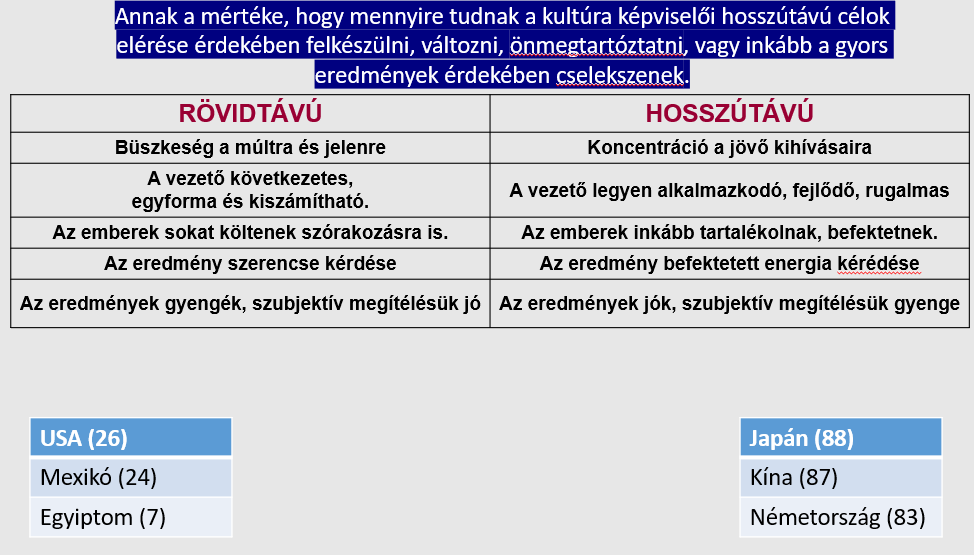 Annak a mértéke, hogy mennyire tudnak a kultúra képviselői hosszútávú célok
elérése érdekében felkészülni, változni, önmegtartóztatni, vagy inkább a gyors
eredmények érdekében cselekszenek.
RÖVIDTÁVÚ
HOSSZÚTÁVÚ
Büszkeség a múltra és jelenre
Koncentráció a jövő kihívásaira
A vezető következetes,
egyforma és kiszámítható.
A vezető legyen alkalmazkodó, fejlődő, rugalmas
Az emberek sokat költenek szórakozásra is.
Az emberek inkább tartalékolnak, befektetnek.
Az eredmény szerencse kérdése
Az eredmény befektetett energia kérédése
Az eredmények gyengék, szubjektív megítélésük jó
Az eredmények jók, szubjektív megítélésük gyenge
USA (26)
Mexikó (24)
Egyiptom (7)
Japán (88)
Kína (87)
Németország (83)